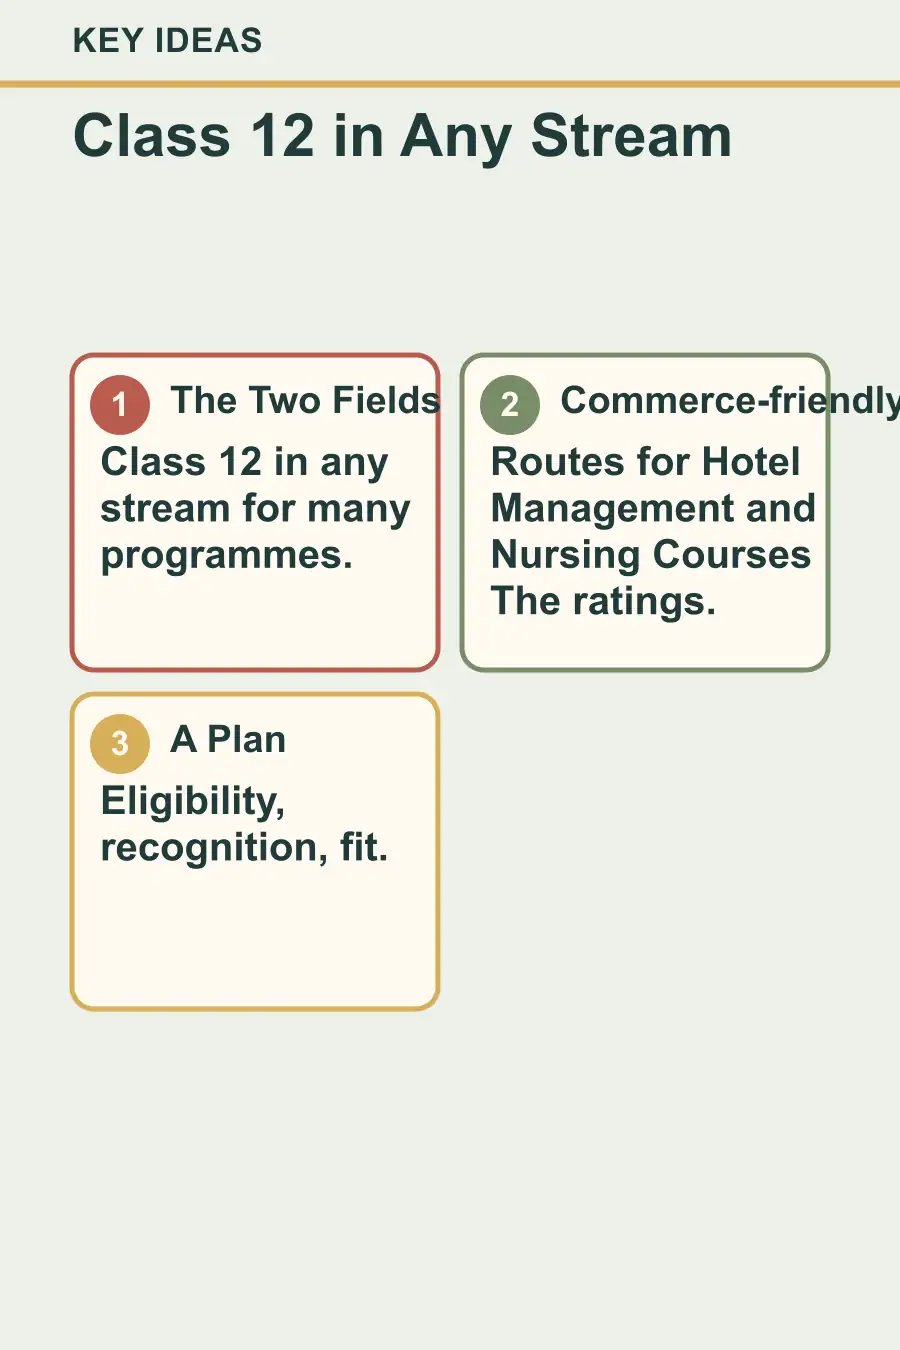 KEY IDEAS
Class 12 in Any Stream
1 The Two Fields
Class 12 in any
stream for many
programmes.
2 Commerce-friendly
Routes for Hotel
Management and
Nursing Courses
The ratings.
3 A Plan
Eligibility,
recognition, fit.